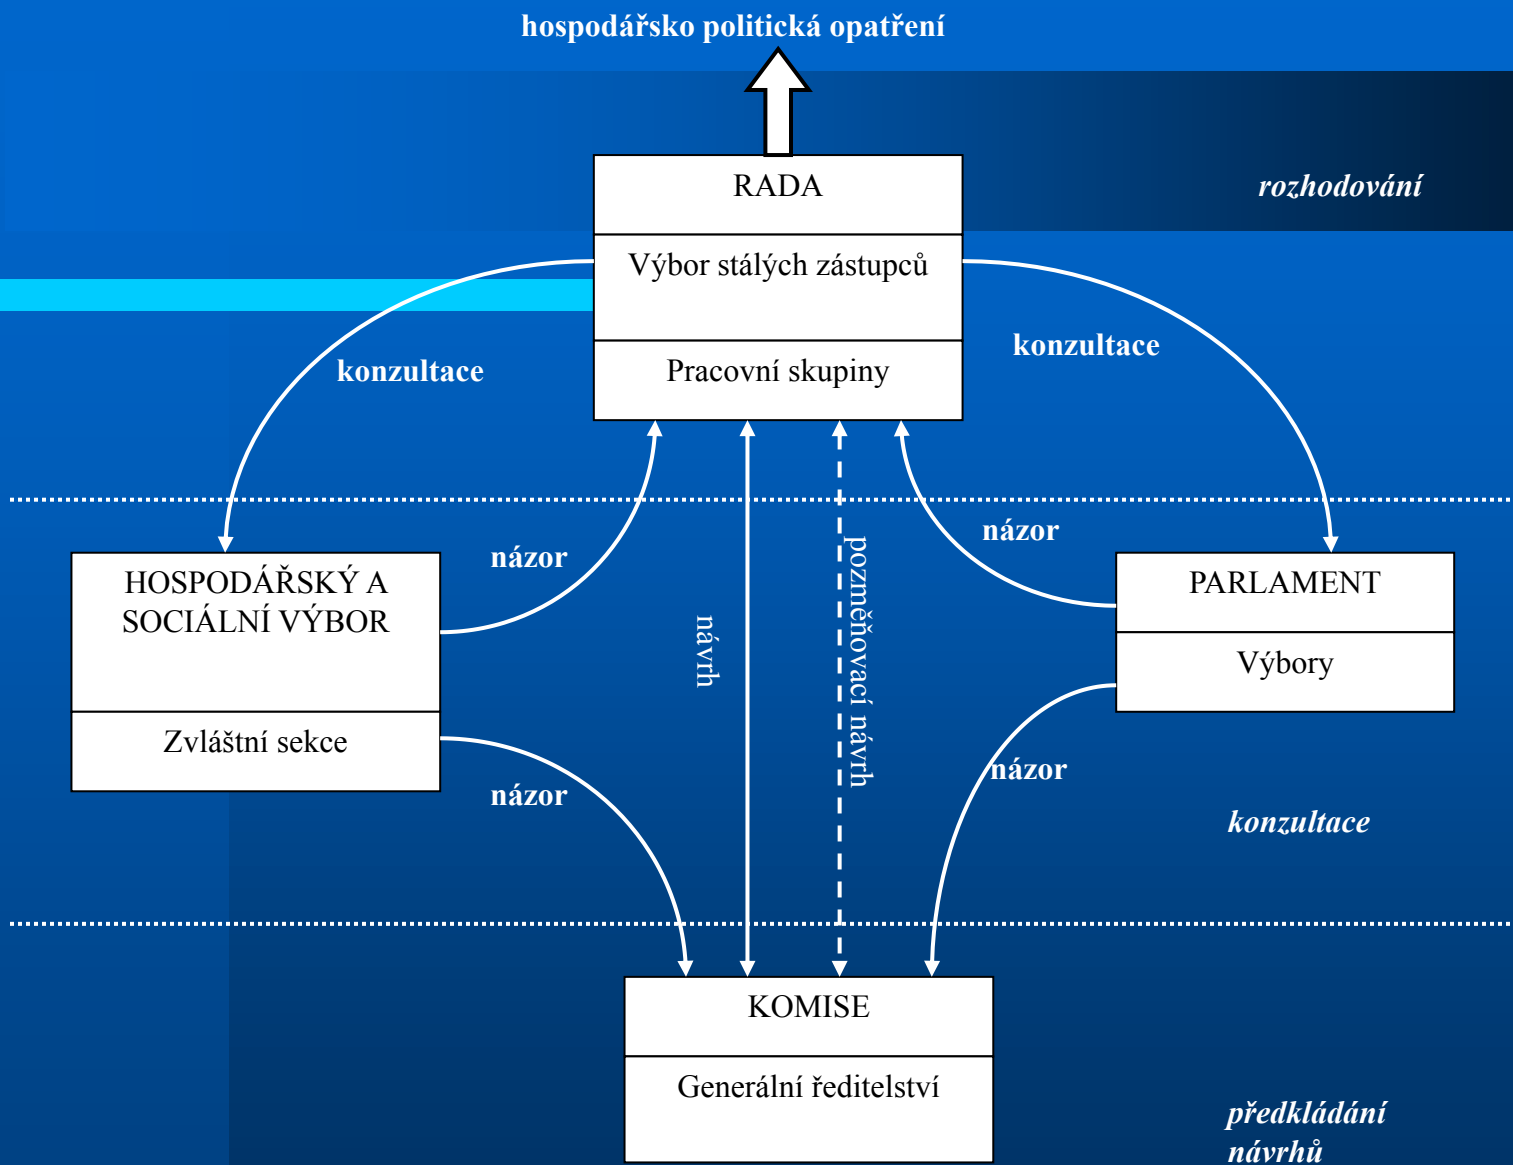 hospodářsko politická opatření
RADA
rozhodování
Výbor stálých zástupců
konzultace
konzultace
Pracovní skupiny
názor
názor
pozměňovací návrh
návrh
HOSPODÁŘSKÝ A
SOCIÁLNÍ VÝBOR
PARLAMENT
Výbory
Zvláštní sekce
názor
názor
konzultace
KOMISE
Generální ředitelství
předkládání
návrhů